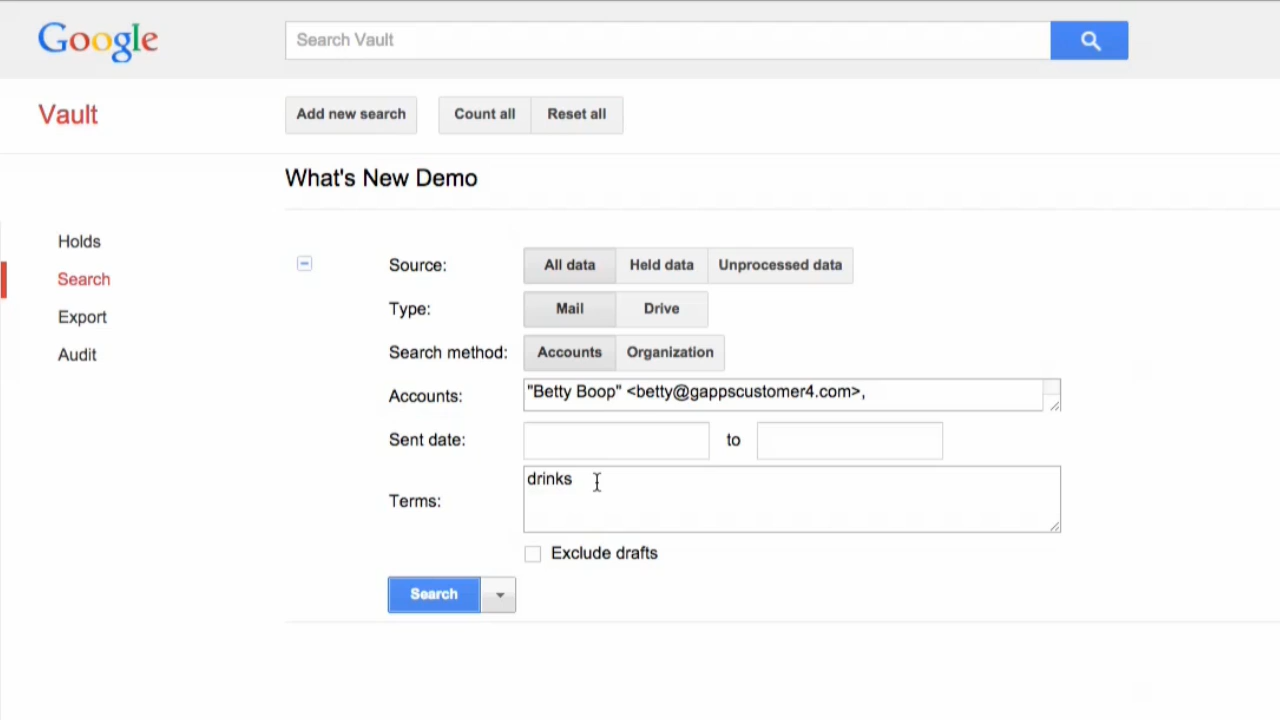 Google
Search Vault
Vault
Add new search
Count all
Reset all
What's New Demo
Holds
Search
Export
Audit
Source:
All data
Held data
Unprocessed data
Type:
Mail
Drive
Search method:
Accounts
Organization
Accounts:
"Betty Boop" <betty@gappscustomer4.com>,
Sent date:
to
Terms:
drinks
Exclude drafts
Search